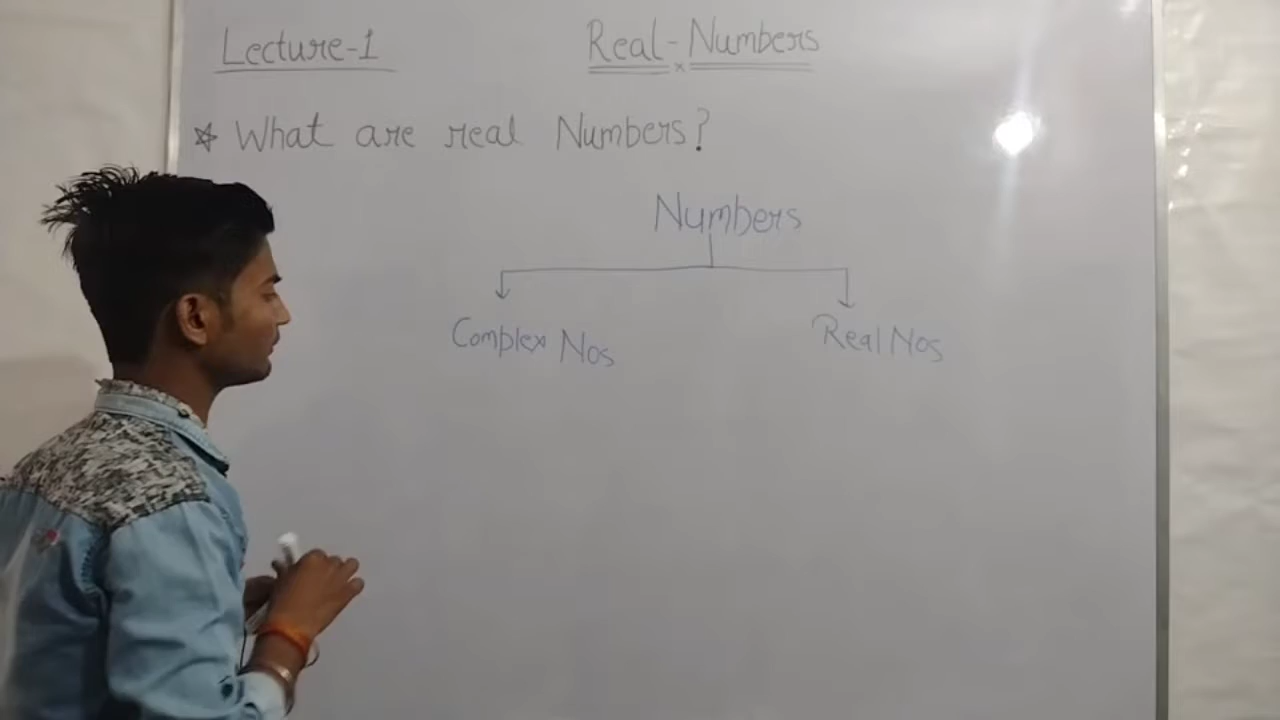 Lecture-1
Real-Numbers
☆ What are real Numbers?
Numbers
Complex Nos
Real Nos